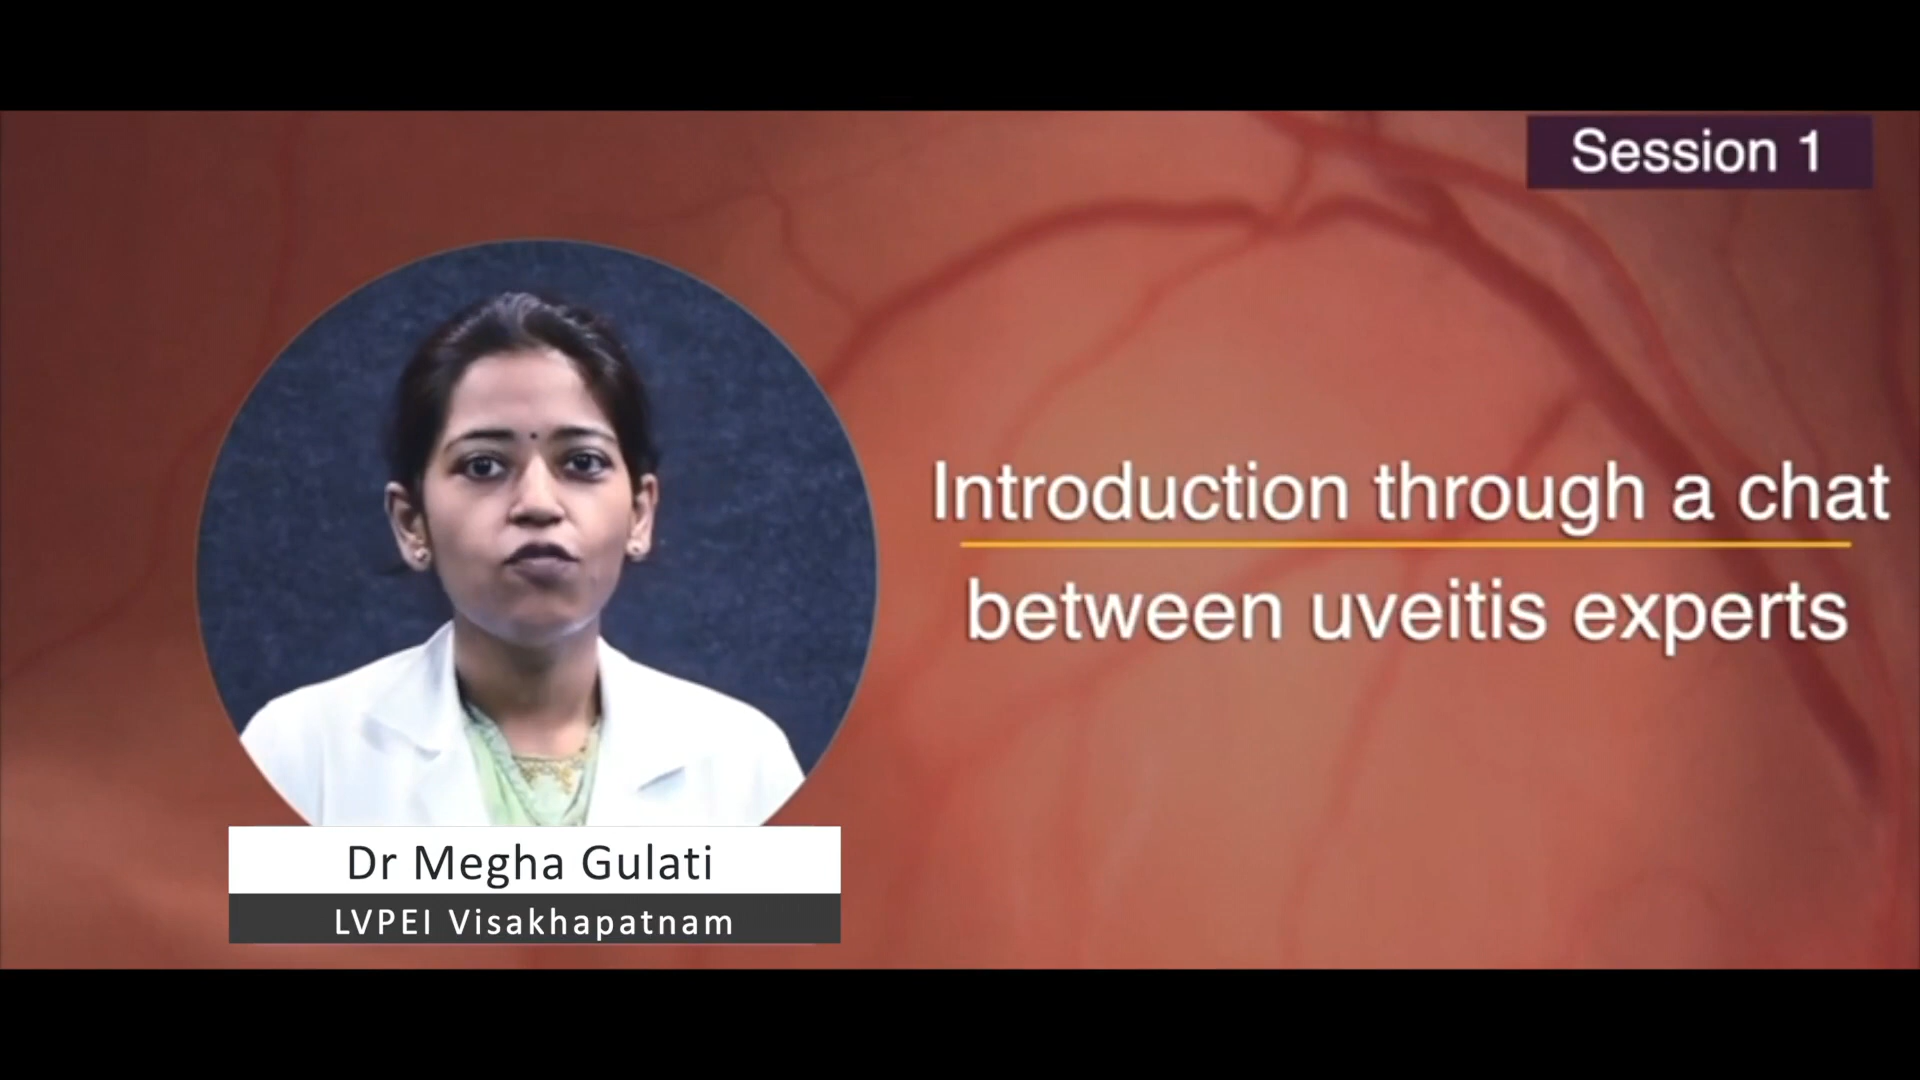 Session 1
Introduction through a chat
between uveitis experts
Dr Megha Gulati
LVPEI Visakhapatnam